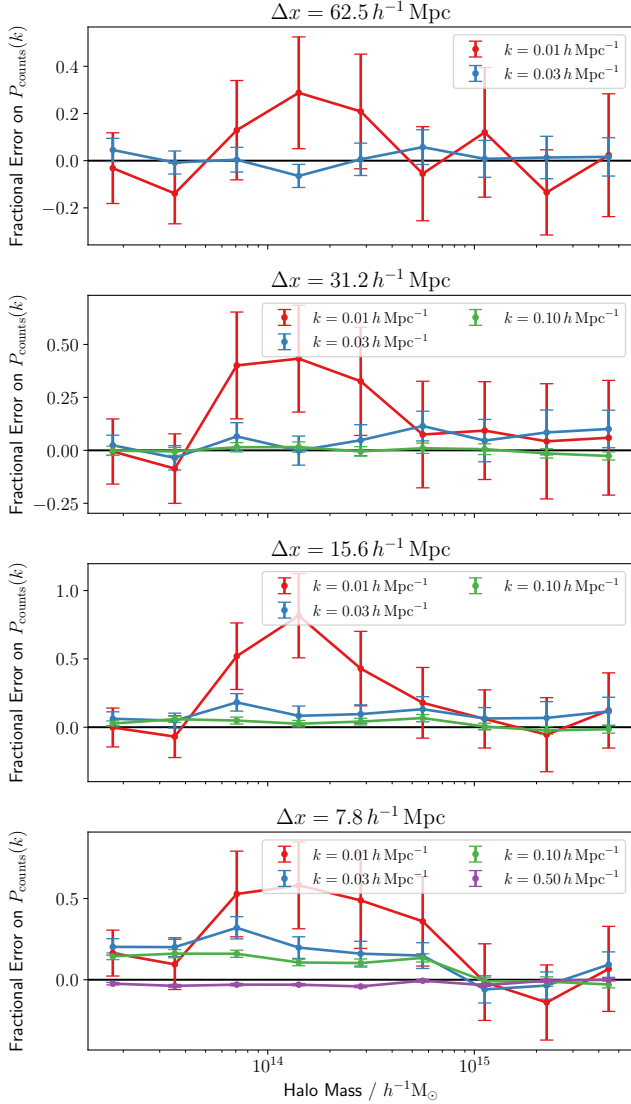 Δx = 62.5 h⁻¹ Mpc
Fractional Error on P_counts(k)
0.4
0.2
0.0
−0.2
k = 0.01 h Mpc⁻¹
k = 0.03 h Mpc⁻¹
Δx = 31.2 h⁻¹ Mpc
Fractional Error on P_counts(k)
0.50
0.25
0.00
−0.25
k = 0.01 h Mpc⁻¹
k = 0.03 h Mpc⁻¹
k = 0.10 h Mpc⁻¹
Δx = 15.6 h⁻¹ Mpc
Fractional Error on P_counts(k)
1.0
0.5
0.0
k = 0.01 h Mpc⁻¹
k = 0.03 h Mpc⁻¹
k = 0.10 h Mpc⁻¹
Δx = 7.8 h⁻¹ Mpc
Fractional Error on P_counts(k)
0.5
0.0
k = 0.01 h Mpc⁻¹
k = 0.03 h Mpc⁻¹
k = 0.10 h Mpc⁻¹
k = 0.50 h Mpc⁻¹
10¹⁴
10¹⁵
Halo Mass / h⁻¹M⊙